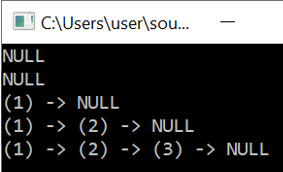 C:\Users\user\sou...
NULL
NULL
(1) -> NULL
(1) -> (2) -> NULL
(1) -> (2) -> (3) -> NULL